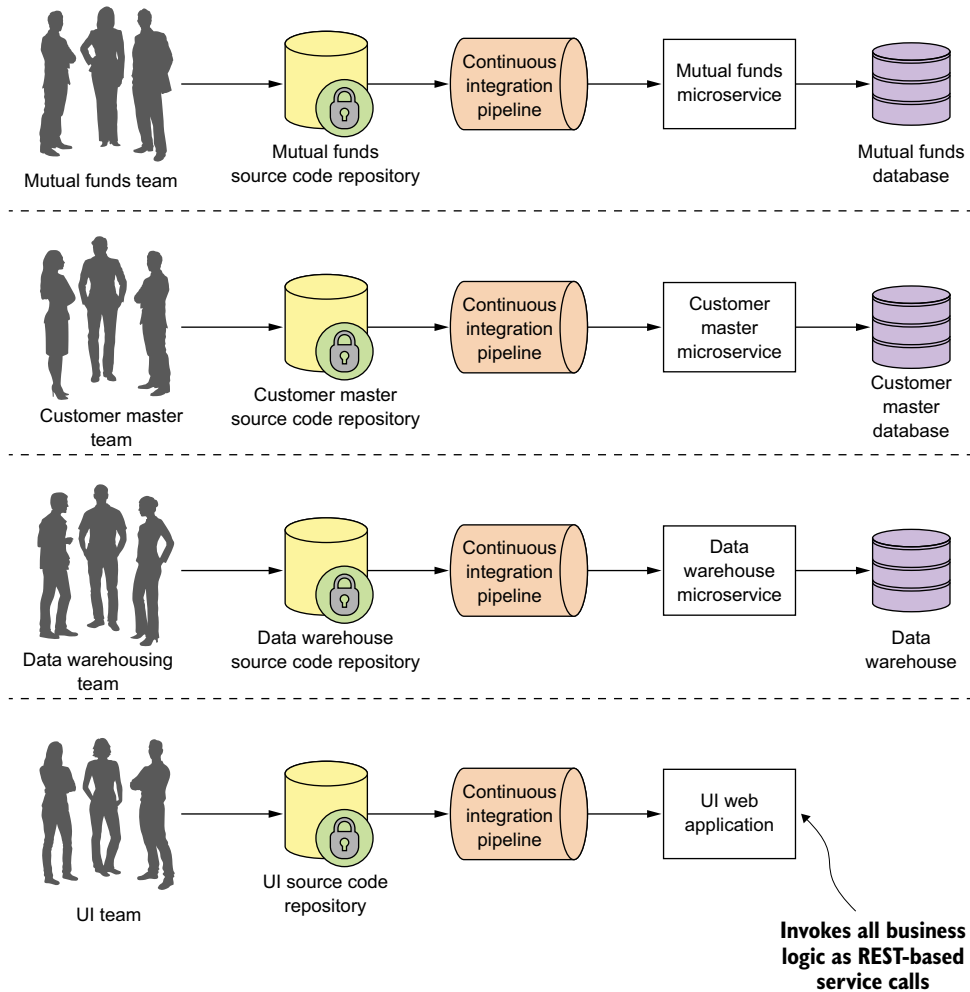 Mutual funds team
Mutual funds
source code repository
Continuous
integration
pipeline
Mutual funds
microservice
Mutual funds
database
Customer master
team
Customer master
source code repository
Continuous
integration
pipeline
Customer
master
microservice
Customer
master
database
Data warehousing
team
Data warehouse
source code repository
Continuous
integration
pipeline
Data
warehouse
microservice
Data
warehouse
UI team
UI source code
repository
Continuous
integration
pipeline
UI web
application
Invokes all business
logic as REST-based
service calls